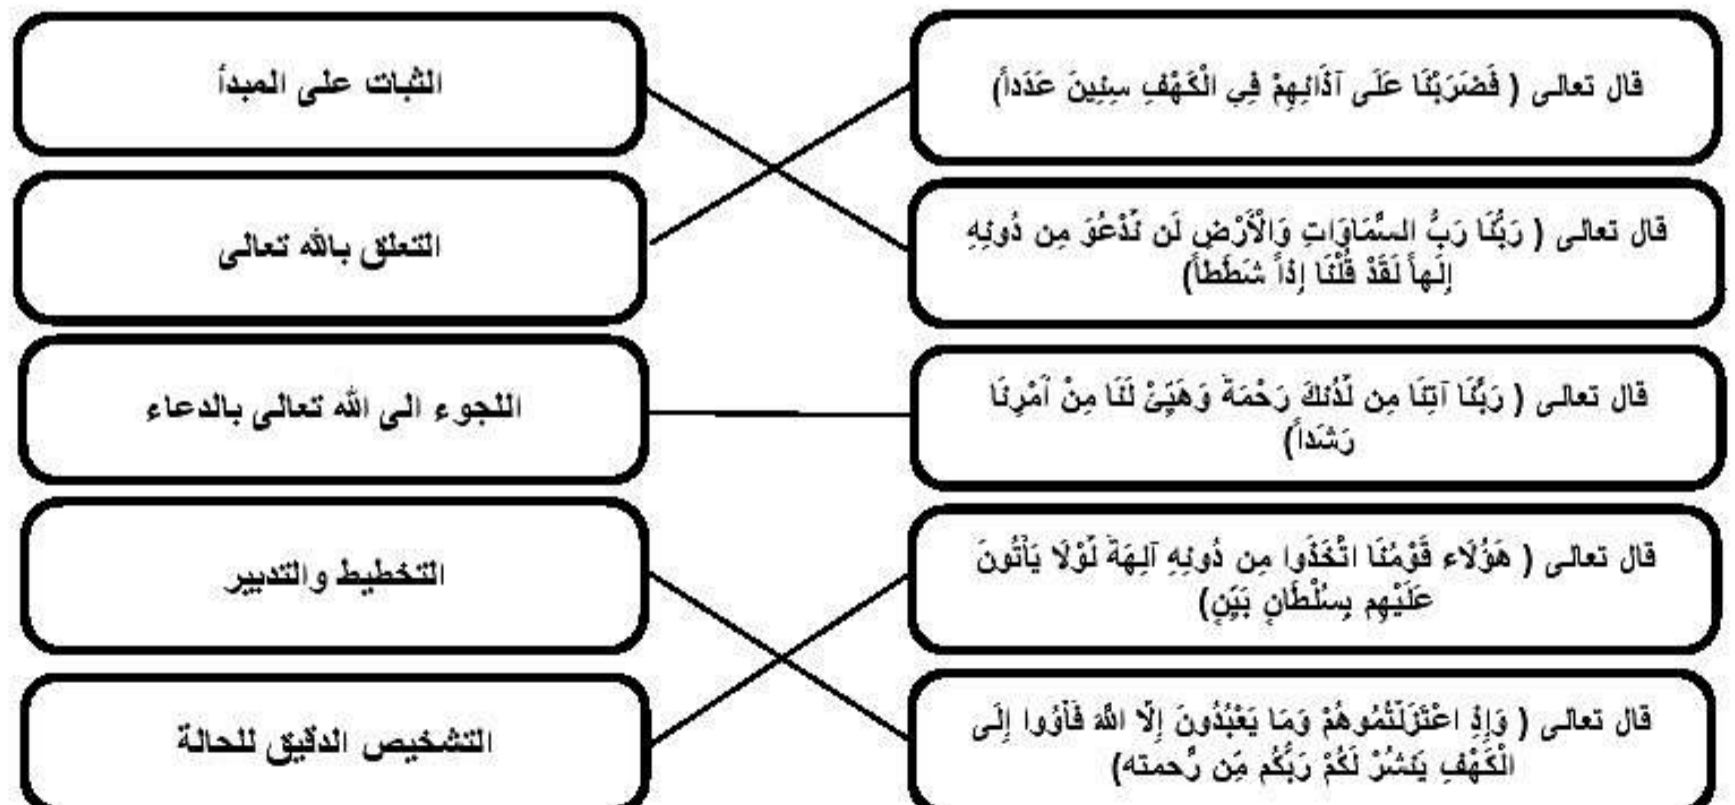 قال تعالى ( فَضَرَبْنَا عَلَى آذَانِهِمْ فِي الْكَهْفِ سِنِينَ عَدَداً)
قال تعالى ( رَبُّنَا رَبُّ السَّمَاوَاتِ وَالْأَرْضِ لَن نَّدْعُوَ مِن دُونِهِ
إِلَهاً لَقَدْ قُلْنَا إِذاً شَطَطاً)
قال تعالى ( رَبَّنَا آتِنَا مِن لَّدُنكَ رَحْمَةً وَهَيِّئْ لَنَا مِنْ أَمْرِنَا
رَشَداً)
قال تعالى ( هَؤُلَاء قَوْمُنَا اتَّخَذُوا مِن دُونِهِ آلِهَةً لَّوْلَا يَأْتُونَ
عَلَيْهِم بِسُلْطَانٍ بَيِّنٍ)
قال تعالى ( وَإِذِ اعْتَزَلْتُمُوهُمْ وَمَا يَعْبُدُونَ إِلَّا اللَّهَ فَأْوُوا إِلَى
الْكَهْفِ يَنشُرْ لَكُمْ رَبُّكُم مِّن رَّحمته)
الثبات على المبدأ
التعلق بالله تعالى
اللجوء الى الله تعالى بالدعاء
التخطيط والتدبير
التشخيص الدقيق للحالة